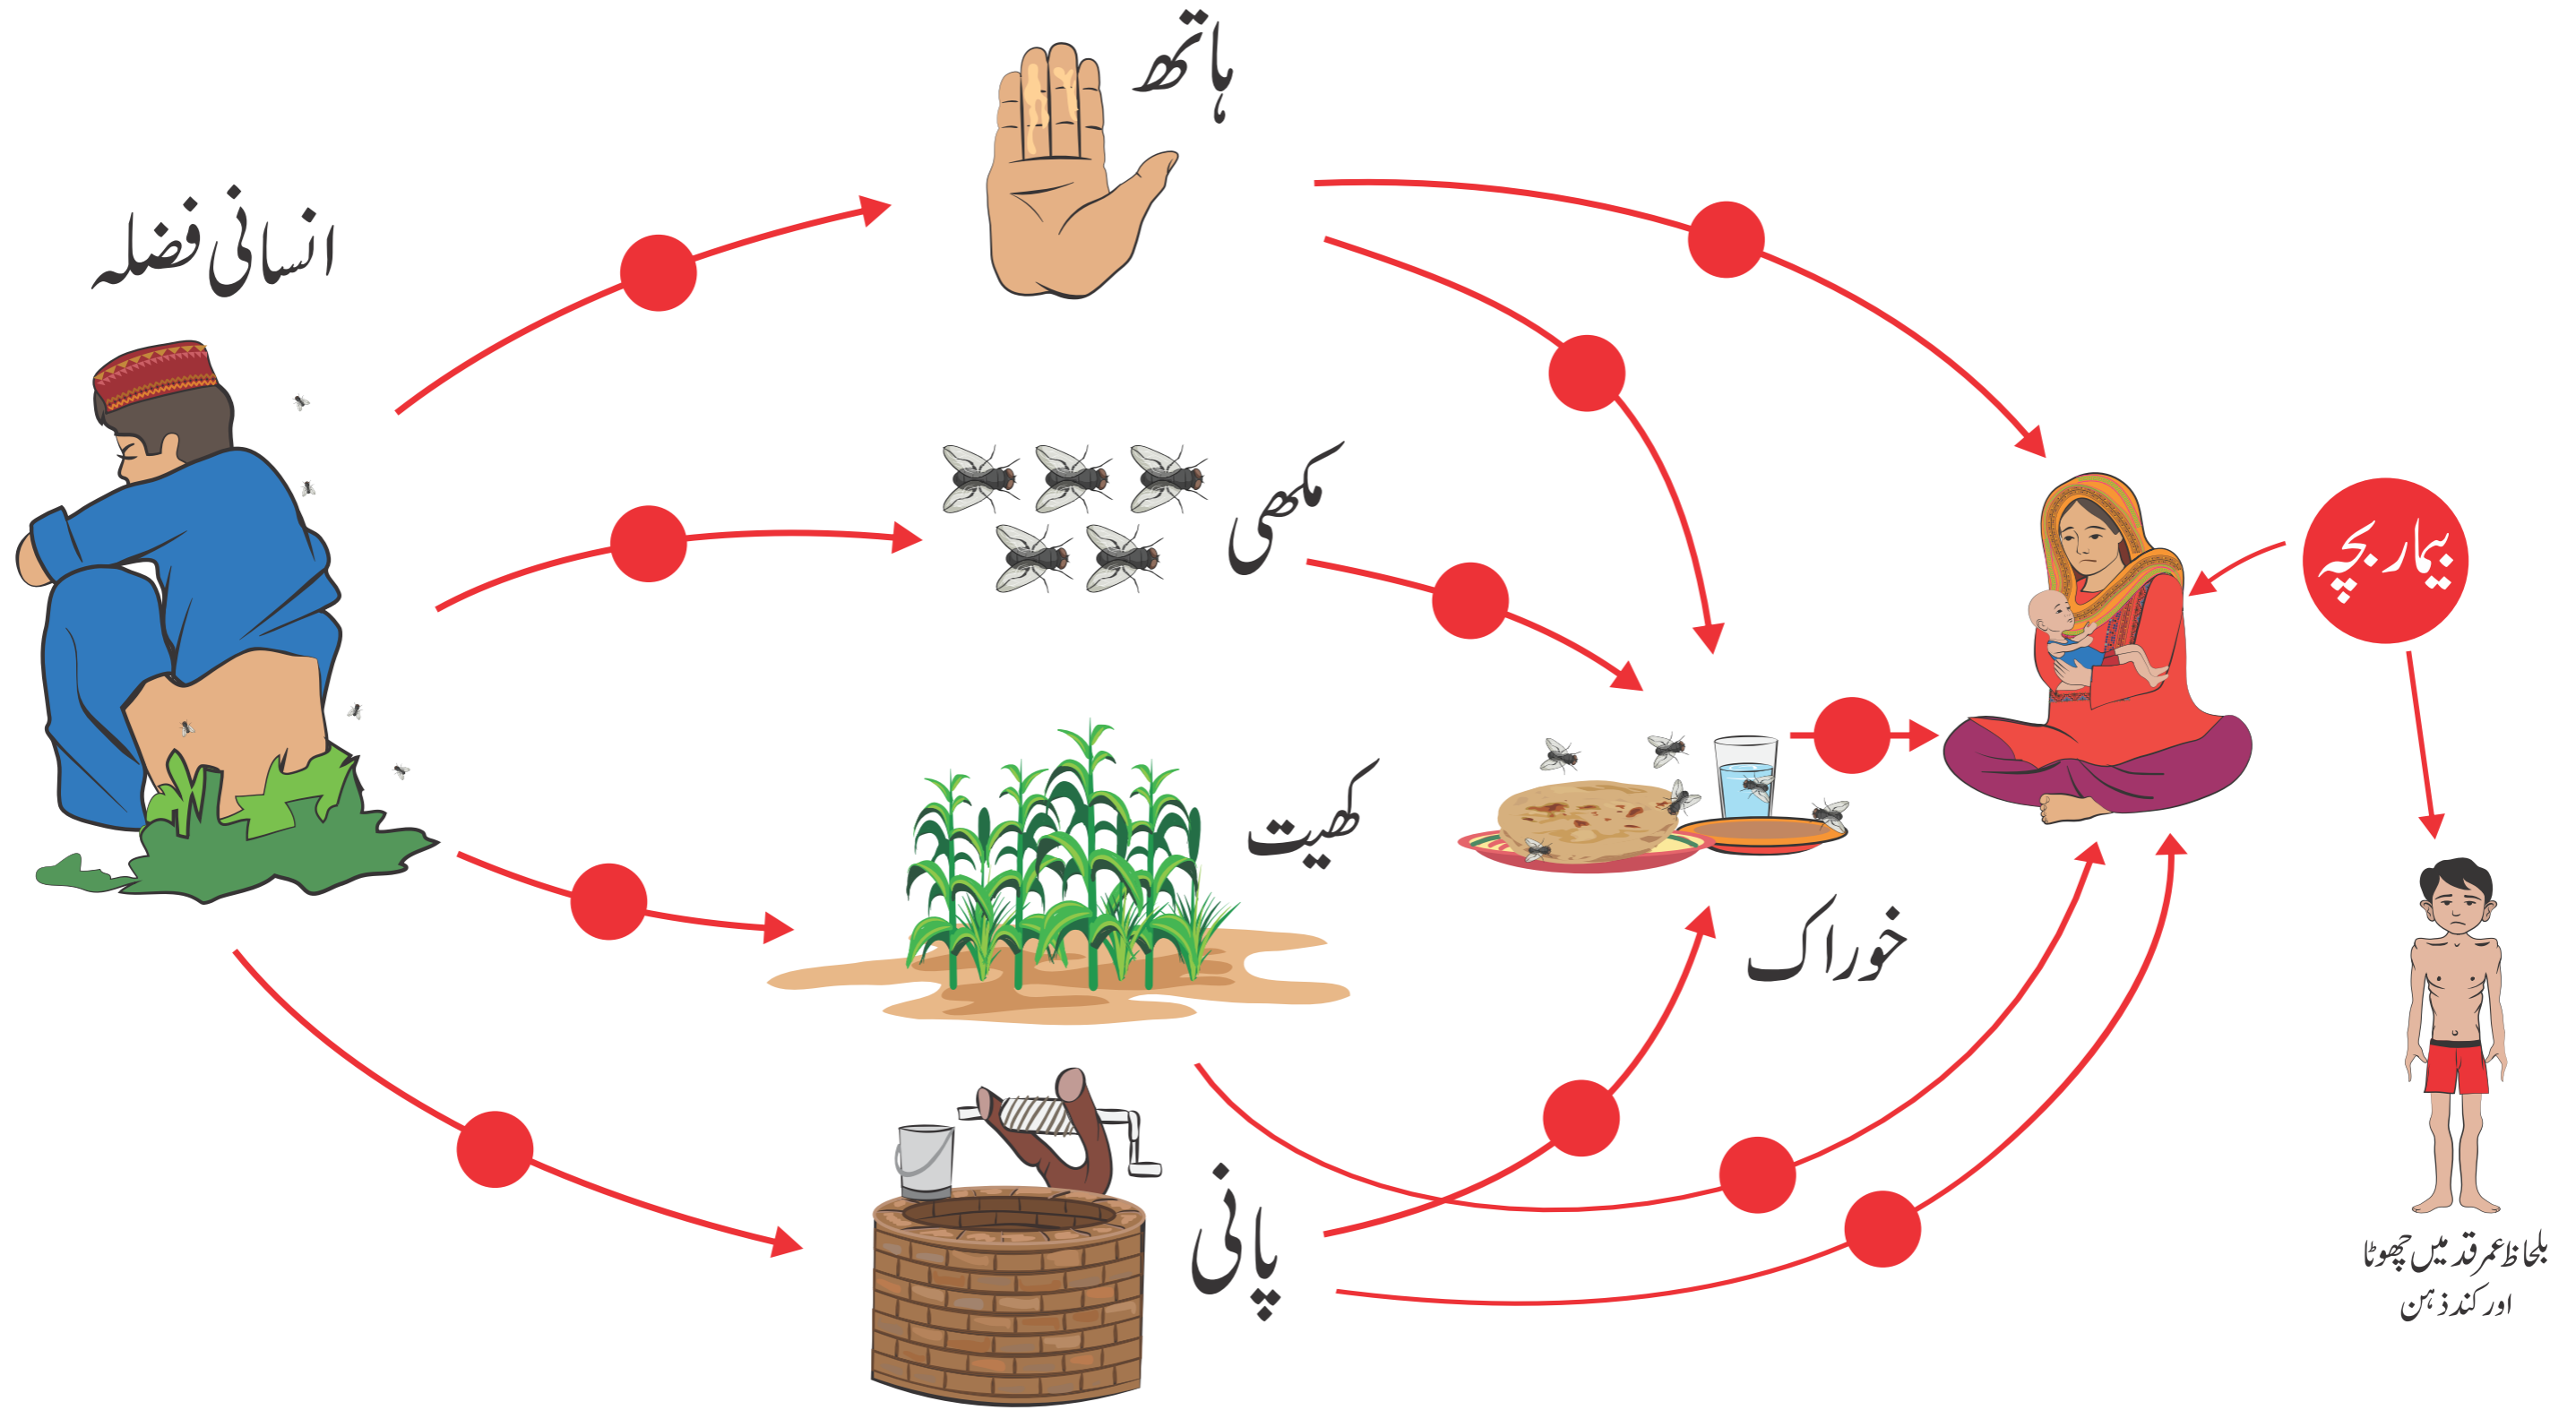 ہاتھ
انسانی فضلہ
مکھی
بیمار بچہ
کھیت
خوراک
پانی
بلحاظ عمر قد میں چھوٹا
اور کند ذہن